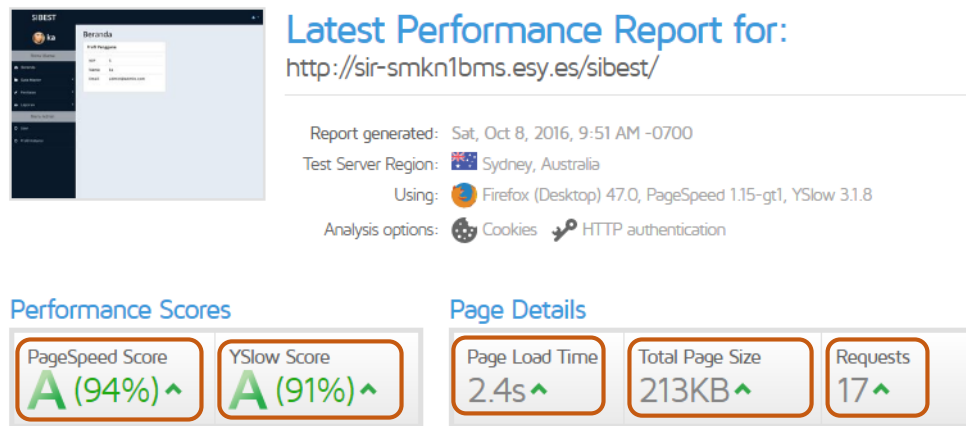 SIBEST
ka
Beranda
Latest Performance Report for:
http://sir-smkn1bms.esy.es/sibest/
Report generated: Sat, Oct 8, 2016, 9:51 AM -0700
Test Server Region: Sydney, Australia
Using: Firefox (Desktop) 47.0, PageSpeed 1.15-gt1, YSlow 3.1.8
Analysis options: Cookies HTTP authentication
Performance Scores Page Details
PageSpeed Score YSlow Score Page Load Time Total Page Size Requests
A (94%) A (91%) 2.4s 213KB 17